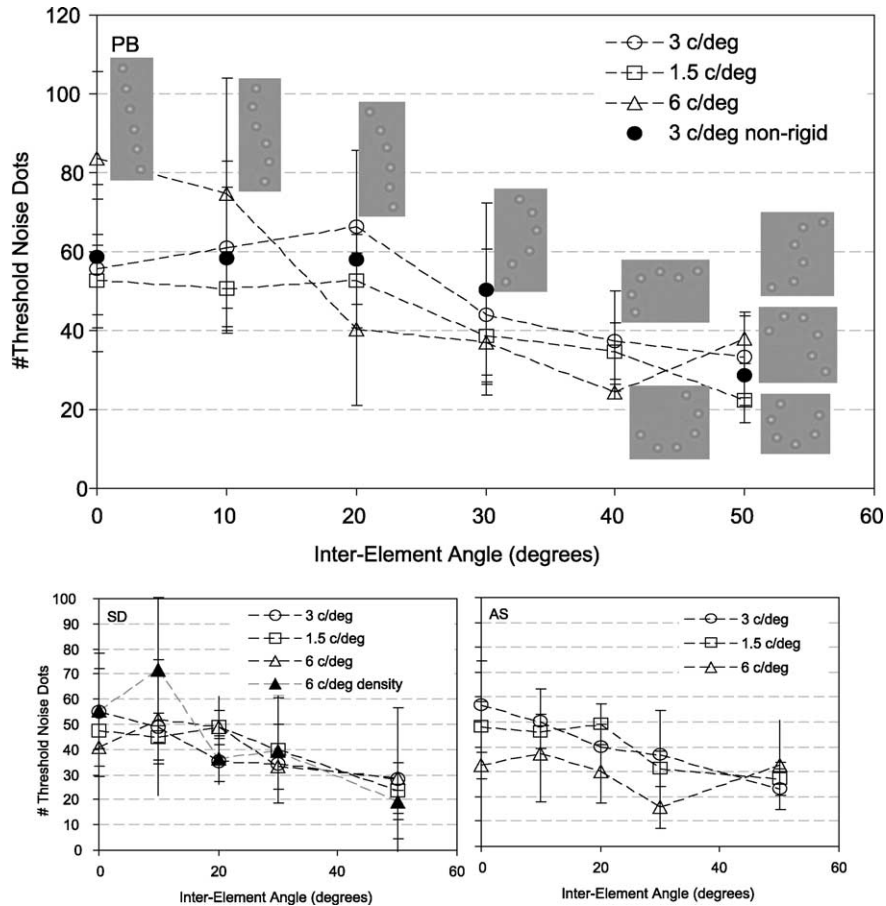 120
PB
3 c/deg
1.5 c/deg
6 c/deg
3 c/deg non-rigid
100
80
60
40
20
0
#Threshold Noise Dots
0 10 20 30 40 50 60
Inter-Element Angle (degrees)
100
SD
3 c/deg
1.5 c/deg
6 c/deg
6 c/deg density
90
80
70
60
50
40
30
20
10
0
# Threshold Noise Dots
0 20 40 60
Inter-Element Angle (degrees)
AS
3 c/deg
1.5 c/deg
6 c/deg
0 20 40 60
Inter-Element Angle (degrees)